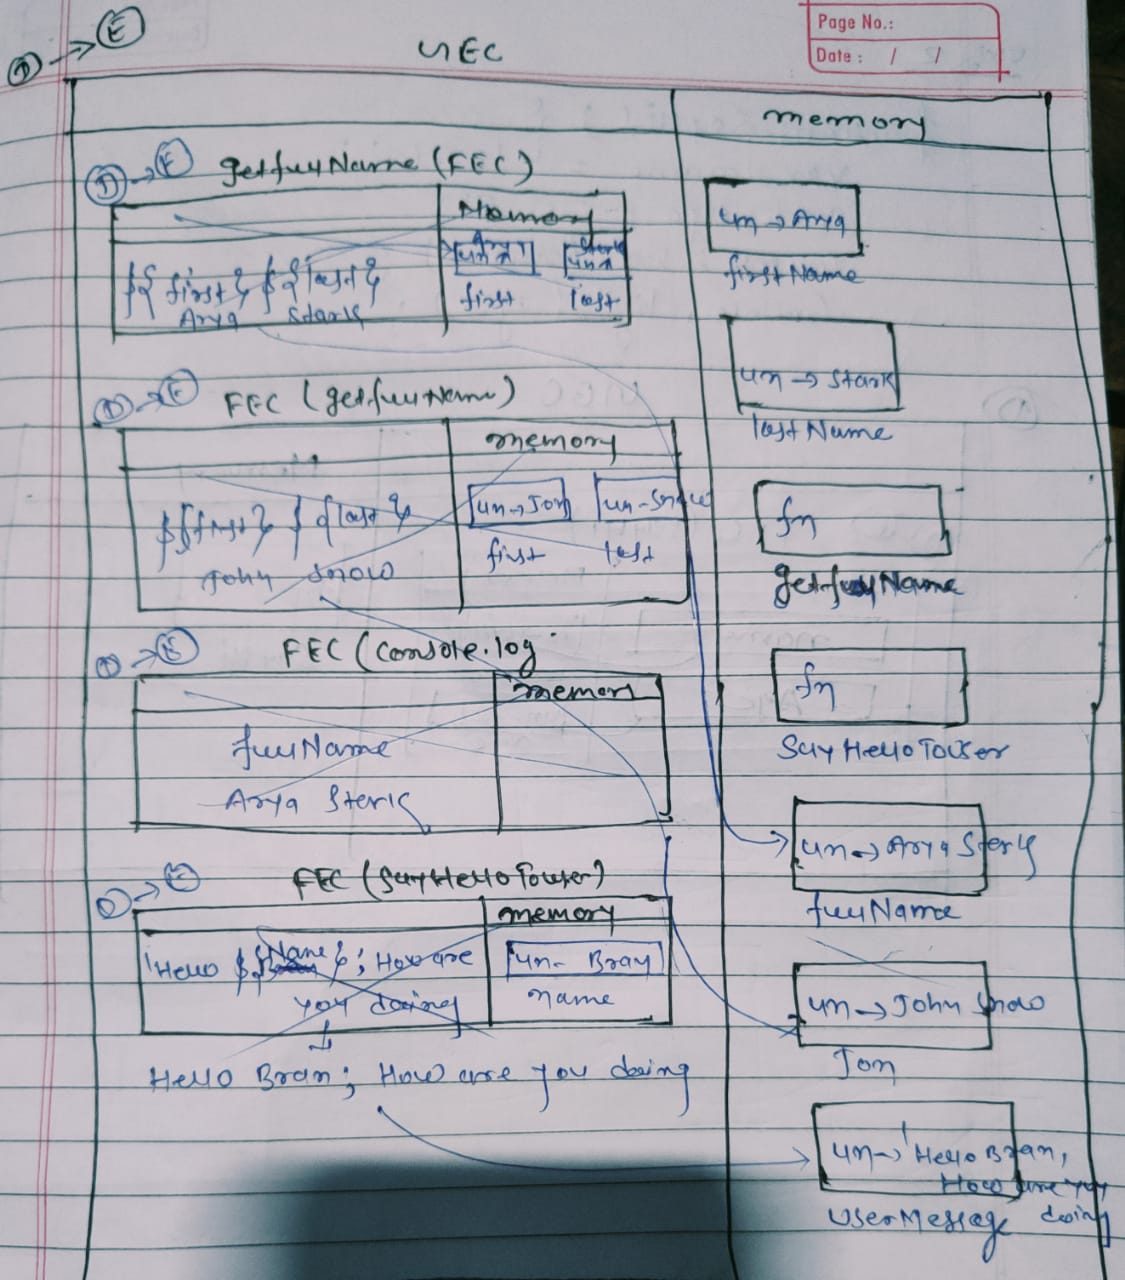 Page No.:
Date : / /
D → E
GEC
memory
D → E getfullName (FEC)
Memory
un → Arya
firstName
Arya
un x
Stark
un x
${first} ${last}
first last
Arya Stark
un → Stark
lastName
D → E FEC (getfullName)
memory
un → Jon
un - Snow
${first} ${last}
first last
John Snow
fn
getfullName
D → E FEC (Console.log
memory
fullName
Arya Sterk
fn
SayHelloToUser
un → Arya Sterk
fullName
D → E FEC (SayHelloToUser)
memory
'Hello ${Name}; How are
you doing
un - Bran
name
Hello Bran; How are you doing
un → John Snow
Jon
un → 'Hello Bran,
How are you
doing
UserMessage